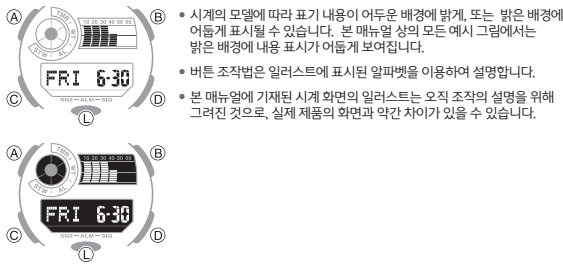 • 시계의 모델에 따라 표기 내용이 어두운 배경에 밝게, 또는 밝은 배경에
어둡게 표시될 수 있습니다. 본 매뉴얼 상의 모든 예시 그림에서는
밝은 배경에 내용 표시가 어둡게 보여집니다.
• 버튼 조작법은 일러스트에 표시된 알파벳을 이용하여 설명합니다.
• 본 매뉴얼에 기재된 시계 화면의 일러스트는 오직 조작의 설명을 위해
그려진 것으로, 실제 제품의 화면과 약간 차이가 있을 수 있습니다.
A
B
TMR WT AL STW
10 20 30 40 50 60
FRI 6-30
C
D
SNZ-ALM-SIG
L
A
B
TMR WT AL STW
10 20 30 40 50 60
FRI 6-30
C
D
SNZ-ALM-SIG
L